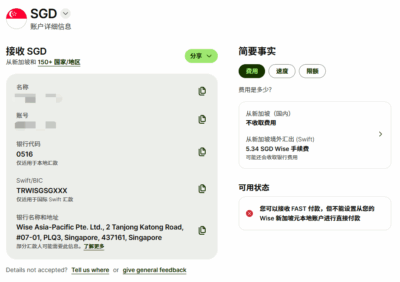 SGD
账户详细信息
接收 SGD
从新加坡和 150+ 国家/地区
分享
名称
账号
银行代码
0516
仅适用于本地汇款
Swift/BIC
TRWISGSGXXX
仅适用于国际 Swift 汇款
银行名称和地址
Wise Asia-Pacific Pte. Ltd., 2 Tanjong Katong Road,
#07-01, PLQ3, Singapore, 437161, Singapore
部分汇款人可能需要此信息。了解更多
Details not accepted? Tell us where or give general feedback
简要事实
费用
速度
限额
费用是多少？
从新加坡（国内）
不收取费用
从新加坡境外汇出 (Swift)
5.34 SGD Wise 手续费
可能还会收取银行费用
可用状态
您可以接收 FAST 付款，但不能设置从您的
Wise 新加坡元本地账户进行直接付款